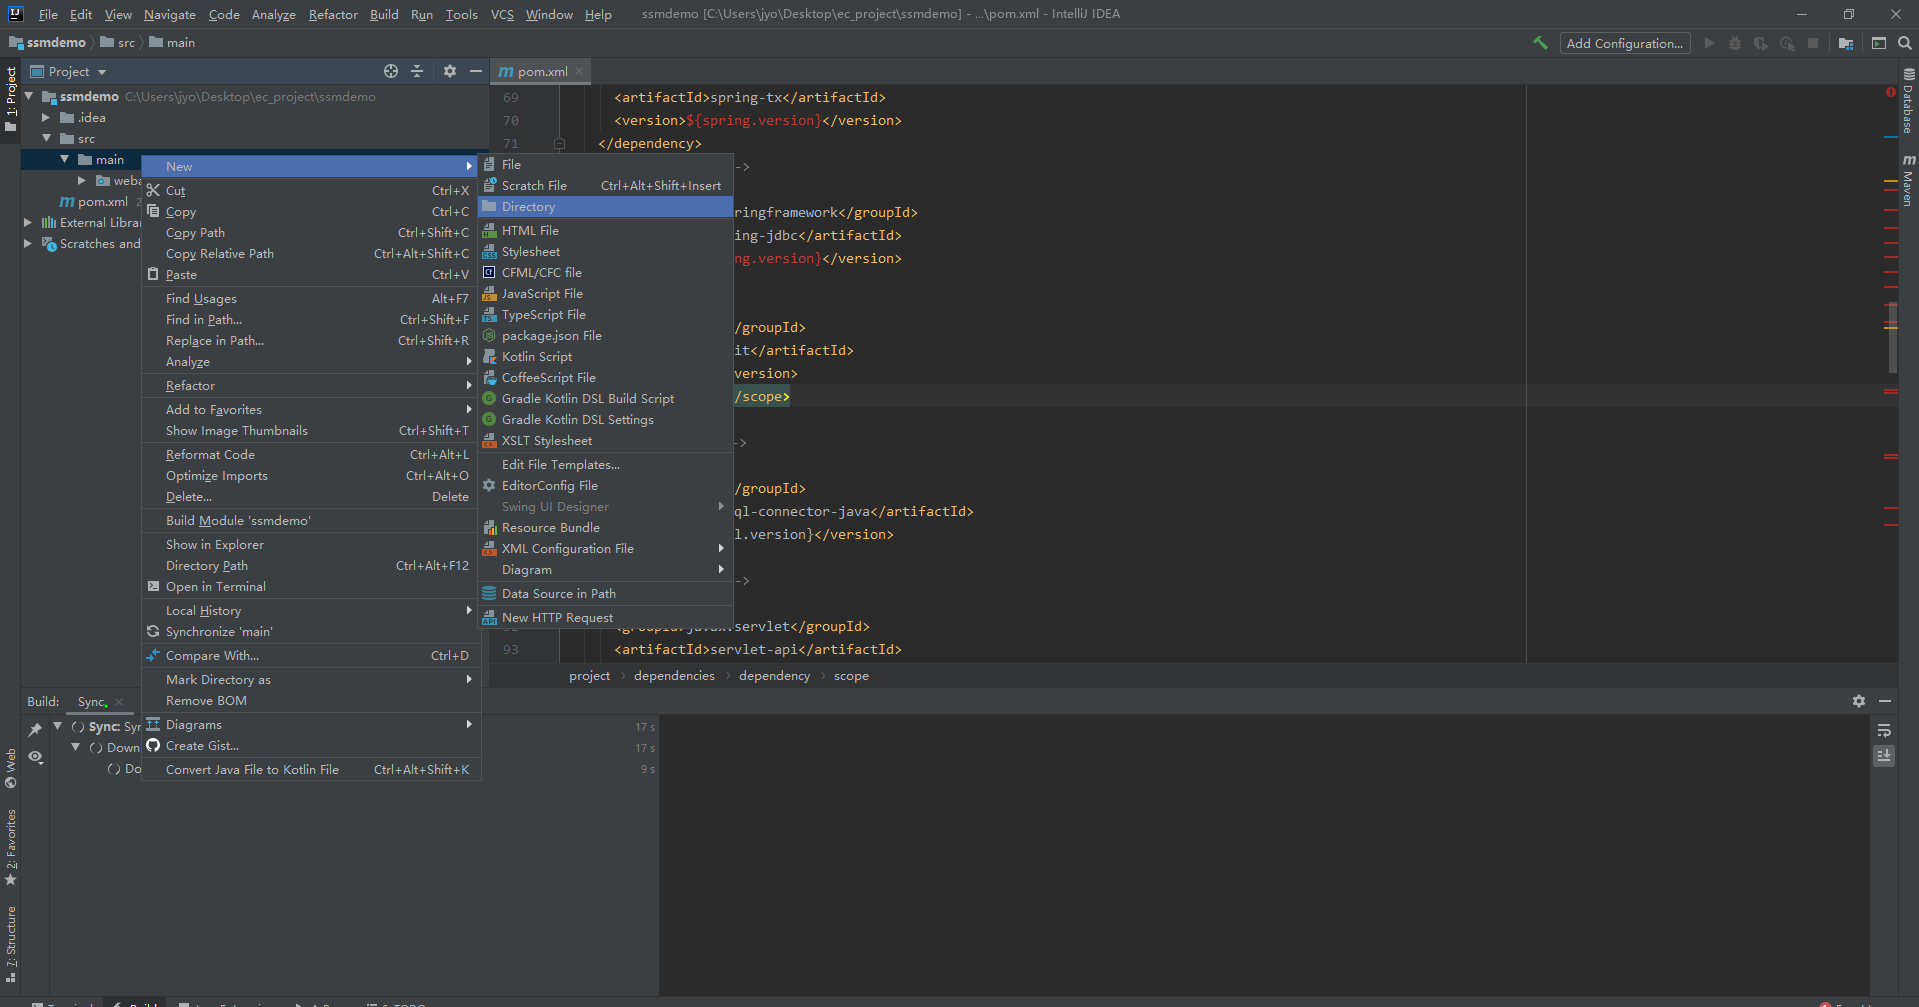 File Edit View Navigate Code Analyze Refactor Build Run Tools VCS Window Help ssmdemo [C:\Users\jyo\Desktop\ec_project\ssmdemo] - ...\pom.xml - IntelliJ IDEA
ssmdemo src main Add Configuration...
1: Project
Project
ssmdemo C:\Users\jyo\Desktop\ec_project\ssmdemo
.idea
src
main
pom.xml
External Libra
Scratches and
New
Cut Ctrl+X
Copy Ctrl+C
Copy Path Ctrl+Shift+C
Copy Relative Path Ctrl+Alt+Shift+C
Paste Ctrl+V
Find Usages Alt+F7
Find in Path... Ctrl+Shift+F
Replace in Path... Ctrl+Shift+R
Analyze
Refactor
Add to Favorites
Show Image Thumbnails Ctrl+Shift+T
Reformat Code Ctrl+Alt+L
Optimize Imports Ctrl+Alt+O
Delete... Delete
Build Module 'ssmdemo'
Show in Explorer
Directory Path Ctrl+Alt+F12
Open in Terminal
Local History
Synchronize 'main'
Compare With... Ctrl+D
Mark Directory as
Remove BOM
Diagrams
Create Gist...
Convert Java File to Kotlin File Ctrl+Alt+Shift+K
File
Scratch File Ctrl+Alt+Shift+Insert
Directory
HTML File
Stylesheet
CFML/CFC file
JavaScript File
TypeScript File
package.json File
Kotlin Script
CoffeeScript File
Gradle Kotlin DSL Build Script
Gradle Kotlin DSL Settings
XSLT Stylesheet
Edit File Templates...
EditorConfig File
Swing UI Designer
Resource Bundle
XML Configuration File
Diagram
Data Source in Path
New HTTP Request
pom.xml
69 <artifactId>spring-tx</artifactId>
70 <version>${spring.version}</version>
71 </dependency>
->
ringframework</groupId>
ng-jdbc</artifactId>
ng.version}</version>
/groupId>
it</artifactId>
version>
/scope>
->
/groupId>
ql-connector-java</artifactId>
l.version}</version>
->
.servlet</groupId>
93 <artifactId>servlet-api</artifactId>
project dependencies dependency scope
Database
Maven
Build: Sync
Sync: Syn 17 s
Down 17 s
Do 9 s
Web
2: Favorites
7: Structure